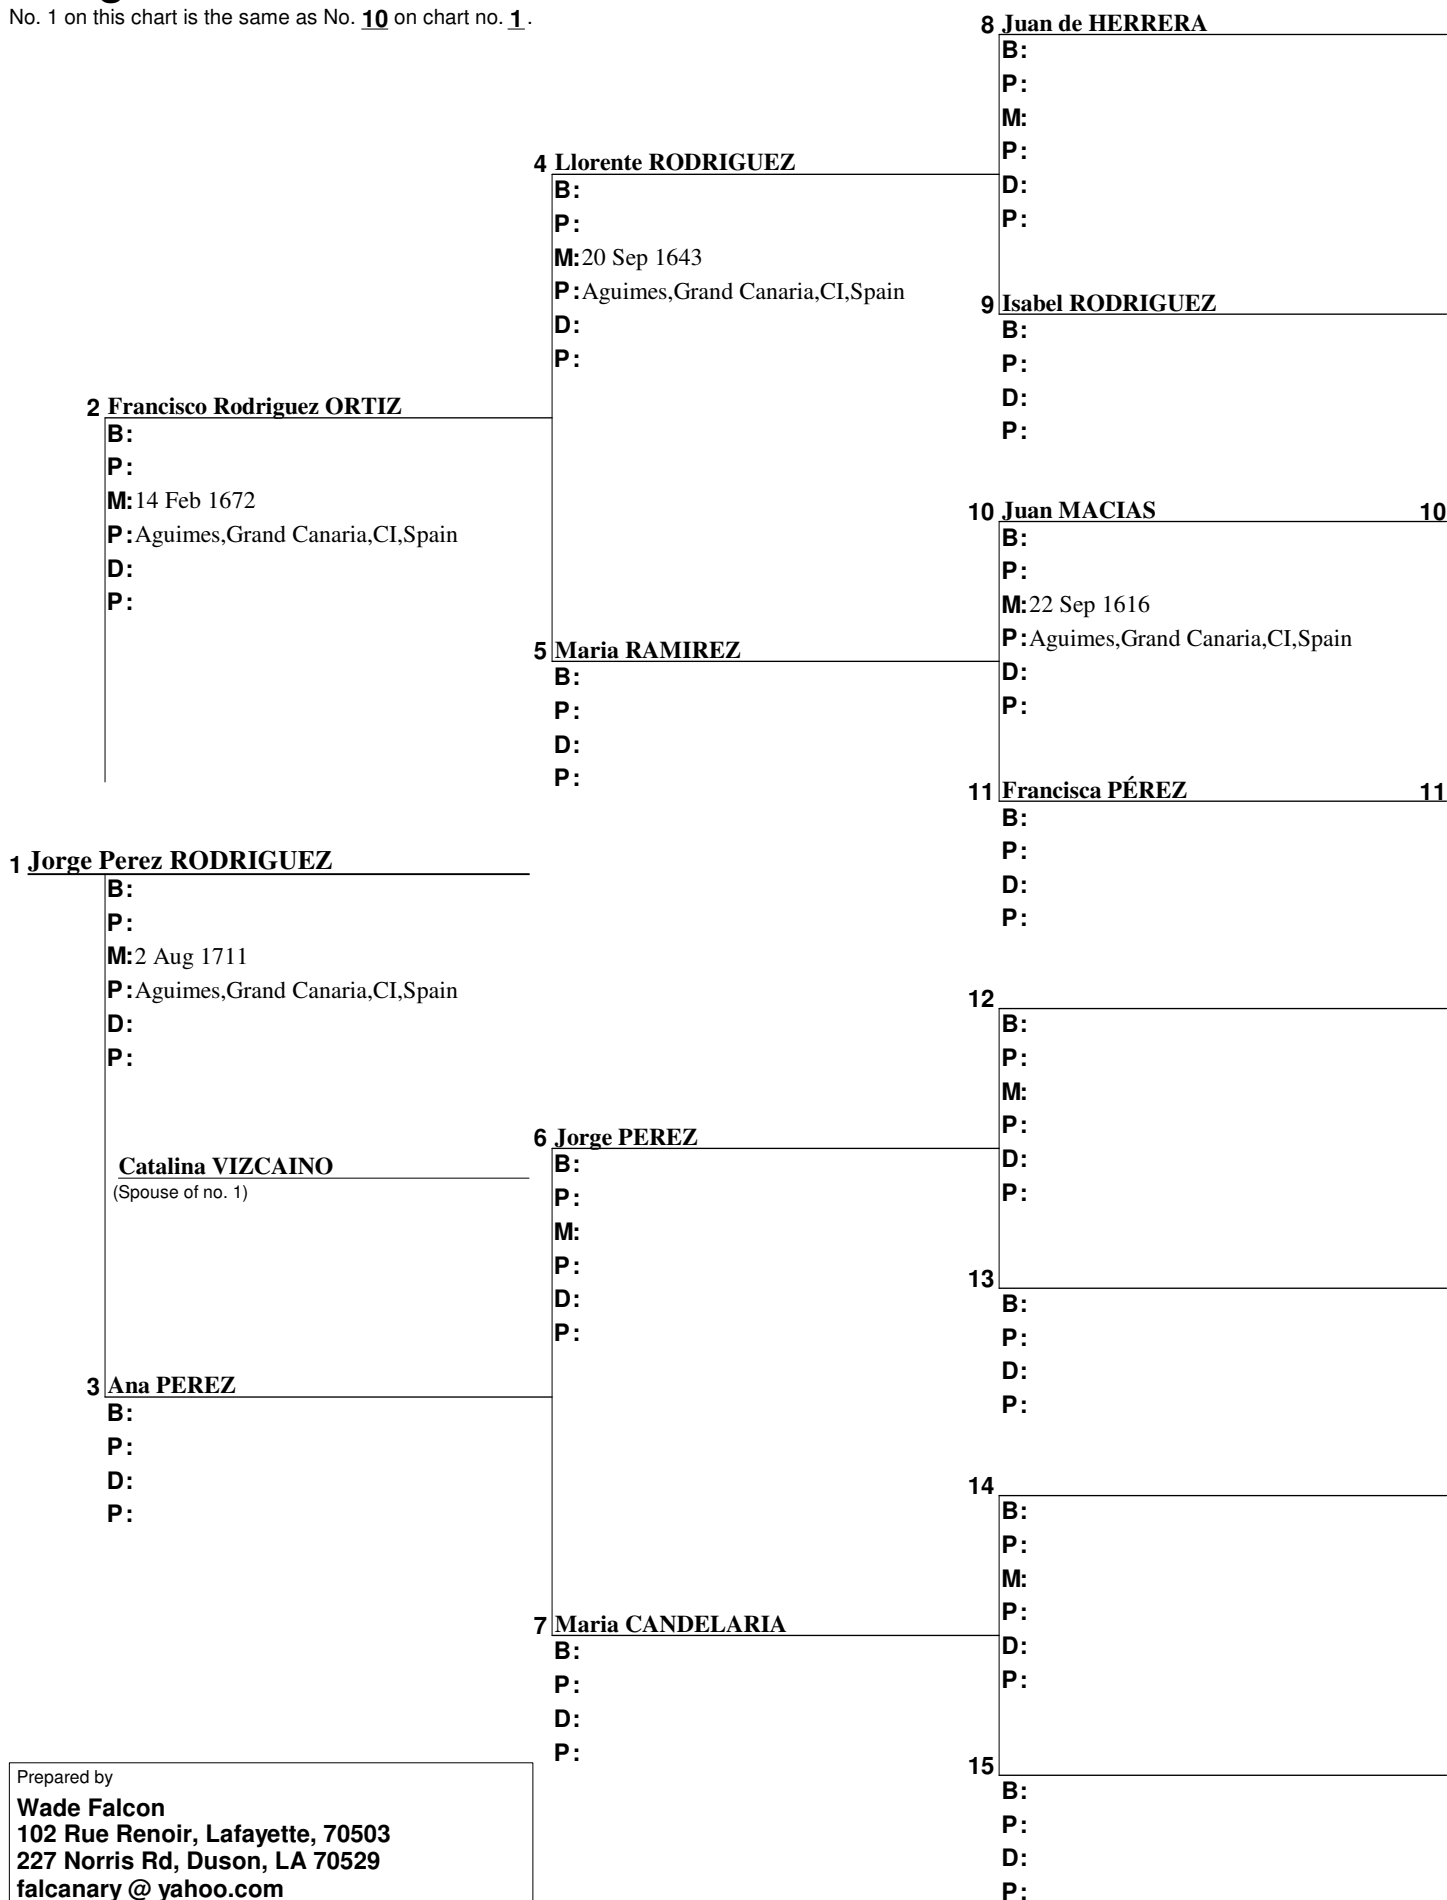 No. 1 on this chart is the same as No. 10 on chart no. 1 .
8 Juan de HERRERA
B:
P:
M:
P:
D:
P:
4 Llorente RODRIGUEZ
B:
P:
M:20 Sep 1643
P:Aguimes,Grand Canaria,CI,Spain
D:
P:
9 Isabel RODRIGUEZ
B:
P:
D:
P:
2 Francisco Rodriguez ORTIZ
B:
P:
M:14 Feb 1672
P:Aguimes,Grand Canaria,CI,Spain
D:
P:
10 Juan MACIAS 10
B:
P:
M:22 Sep 1616
P:Aguimes,Grand Canaria,CI,Spain
D:
P:
5 Maria RAMIREZ
B:
P:
D:
P:
11 Francisca PÉREZ 11
B:
P:
D:
P:
1 Jorge Perez RODRIGUEZ
B:
P:
M:2 Aug 1711
P:Aguimes,Grand Canaria,CI,Spain
D:
P:
Catalina VIZCAINO
(Spouse of no. 1)
12
B:
P:
M:
P:
D:
P:
6 Jorge PEREZ
B:
P:
M:
P:
D:
P:
13
B:
P:
D:
P:
3 Ana PEREZ
B:
P:
D:
P:
14
B:
P:
M:
P:
D:
P:
7 Maria CANDELARIA
B:
P:
D:
P:
15
B:
P:
D:
P:
Prepared by
Wade Falcon
102 Rue Renoir, Lafayette, 70503
227 Norris Rd, Duson, LA 70529
falcanary @ yahoo.com